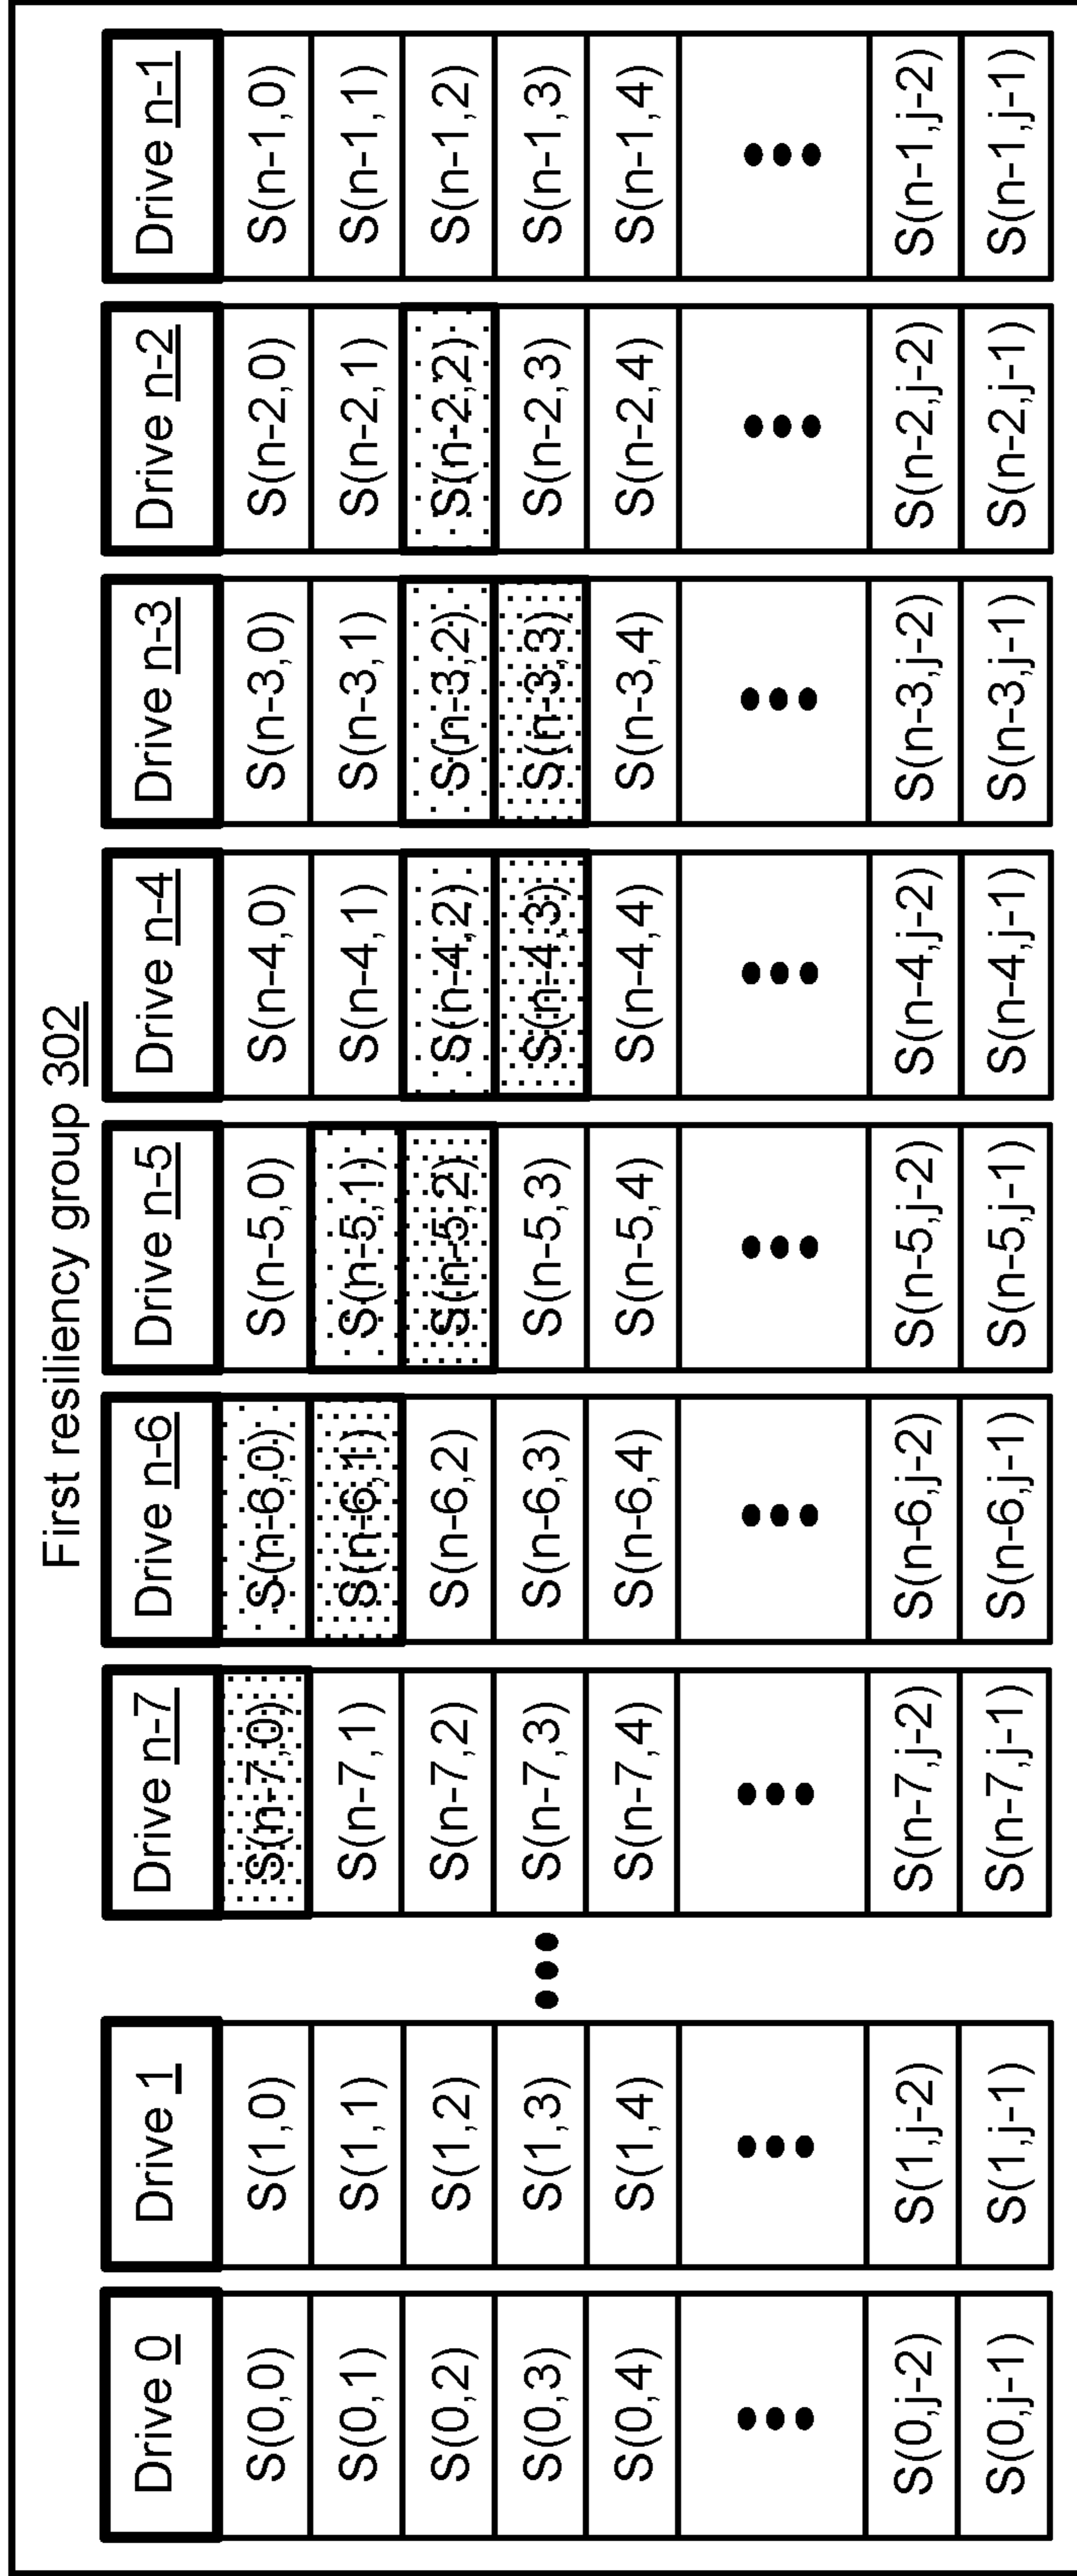 First resiliency group 302
Drive 0
S(0,0)
S(0,1)
S(0,2)
S(0,3)
S(0,4)
S(0,j-2)
S(0,j-1)
Drive 1
S(1,0)
S(1,1)
S(1,2)
S(1,3)
S(1,4)
S(1,j-2)
S(1,j-1)
Drive n-7
S(n-7,0)
S(n-7,1)
S(n-7,2)
S(n-7,3)
S(n-7,4)
S(n-7,j-2)
S(n-7,j-1)
Drive n-6
S(n-6,0)
S(n-6,1)
S(n-6,2)
S(n-6,3)
S(n-6,4)
S(n-6,j-2)
S(n-6,j-1)
Drive n-5
S(n-5,0)
S(n-5,1)
S(n-5,2)
S(n-5,3)
S(n-5,4)
S(n-5,j-2)
S(n-5,j-1)
Drive n-4
S(n-4,0)
S(n-4,1)
S(n-4,2)
S(n-4,3)
S(n-4,4)
S(n-4,j-2)
S(n-4,j-1)
Drive n-3
S(n-3,0)
S(n-3,1)
S(n-3,2)
S(n-3,3)
S(n-3,4)
S(n-3,j-2)
S(n-3,j-1)
Drive n-2
S(n-2,0)
S(n-2,1)
S(n-2,2)
S(n-2,3)
S(n-2,4)
S(n-2,j-2)
S(n-2,j-1)
Drive n-1
S(n-1,0)
S(n-1,1)
S(n-1,2)
S(n-1,3)
S(n-1,4)
S(n-1,j-2)
S(n-1,j-1)